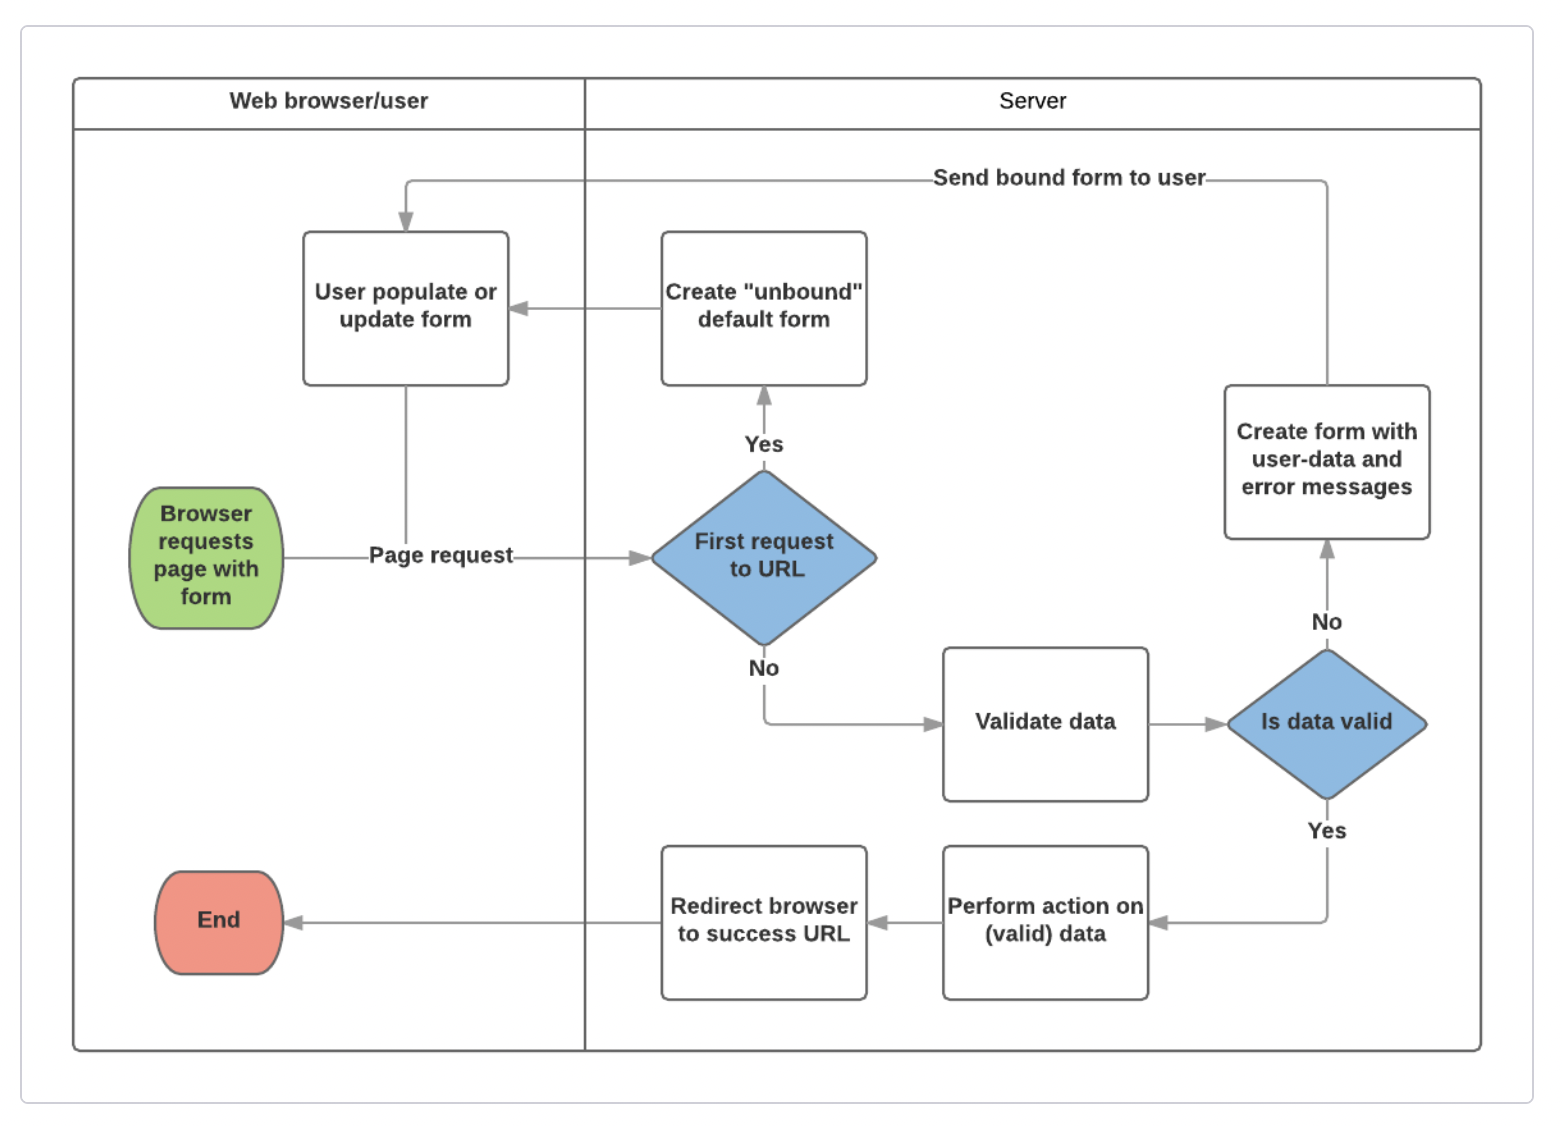 Web browser/user
Server
Send bound form to user
User populate or
update form
Create "unbound"
default form
Yes
Create form with
user-data and
error messages
Browser
requests
page with
form
Page request
First request
to URL
No
No
Validate data
Is data valid
Yes
End
Redirect browser
to success URL
Perform action on
(valid) data